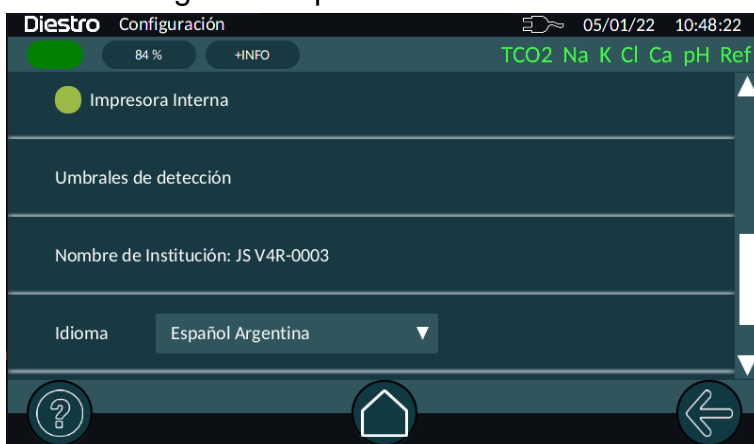 Diestro Configuración 05/01/22 10:48:22
84 % +INFO TCO2 Na K Cl Ca pH Ref
Impresora Interna
Umbrales de detección
Nombre de Institución: JS V4R-0003
Idioma Español Argentina
?